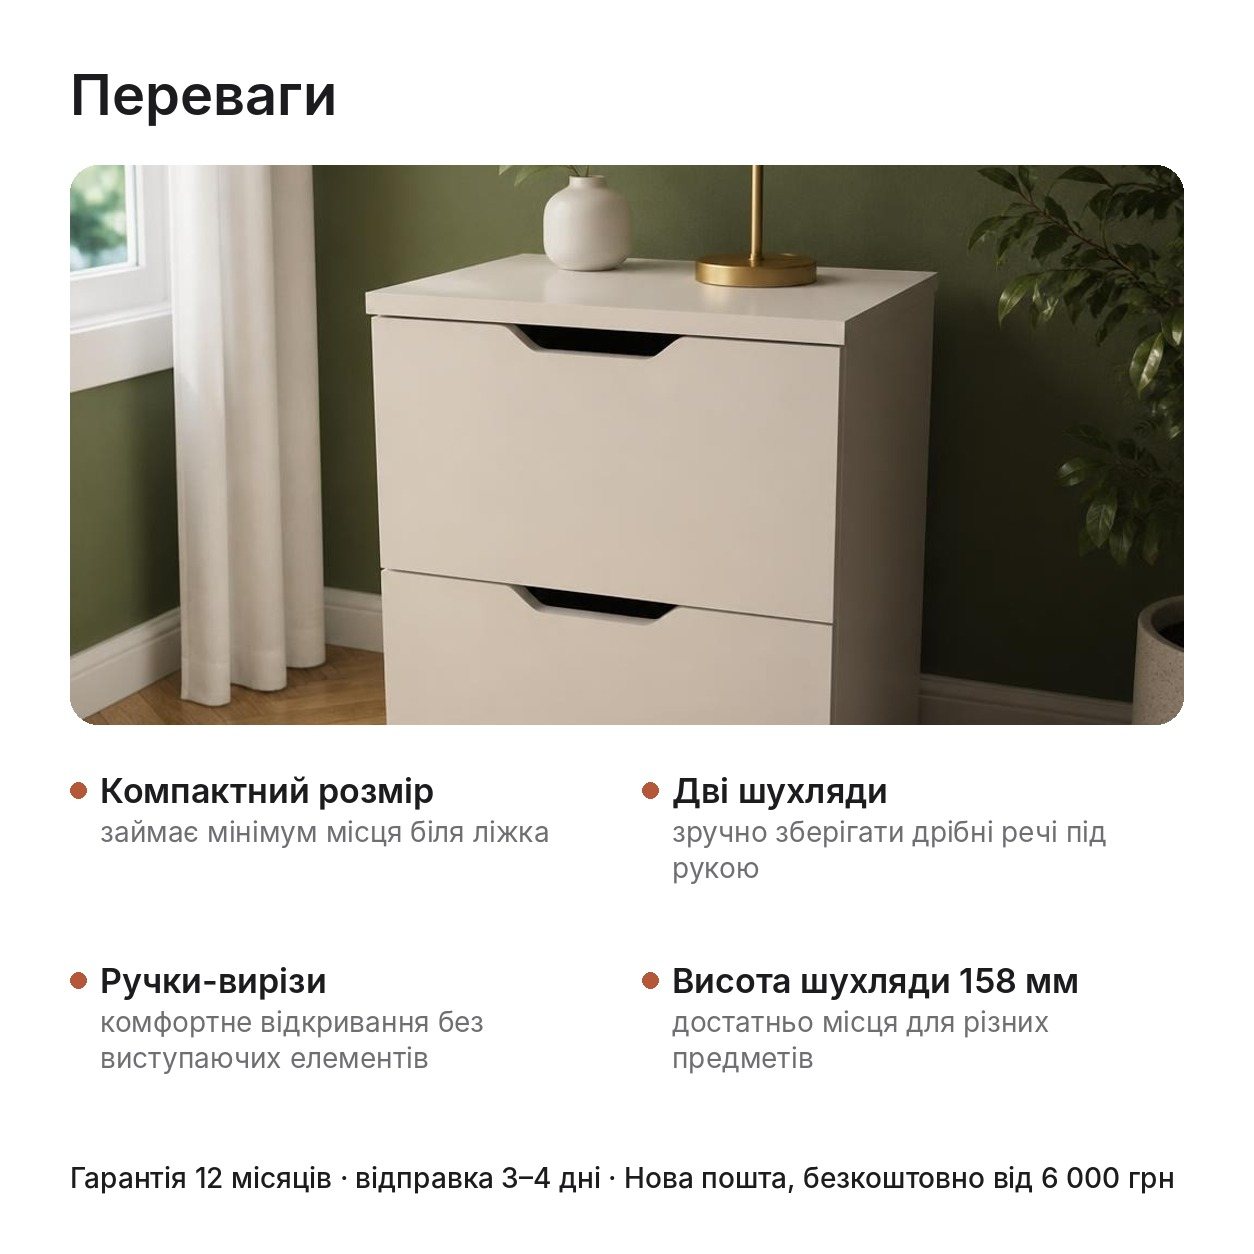 Переваги
Компактний розмір
займає мінімум місця біля ліжка
Дві шухляди
зручно зберігати дрібні речі під
рукою
Ручки-вирізи
комфортне відкривання без
виступаючих елементів
Висота шухляди 158 мм
достатньо місця для різних
предметів
Гарантія 12 місяців · відправка 3–4 дні · Нова пошта, безкоштовно від 6 000 грн